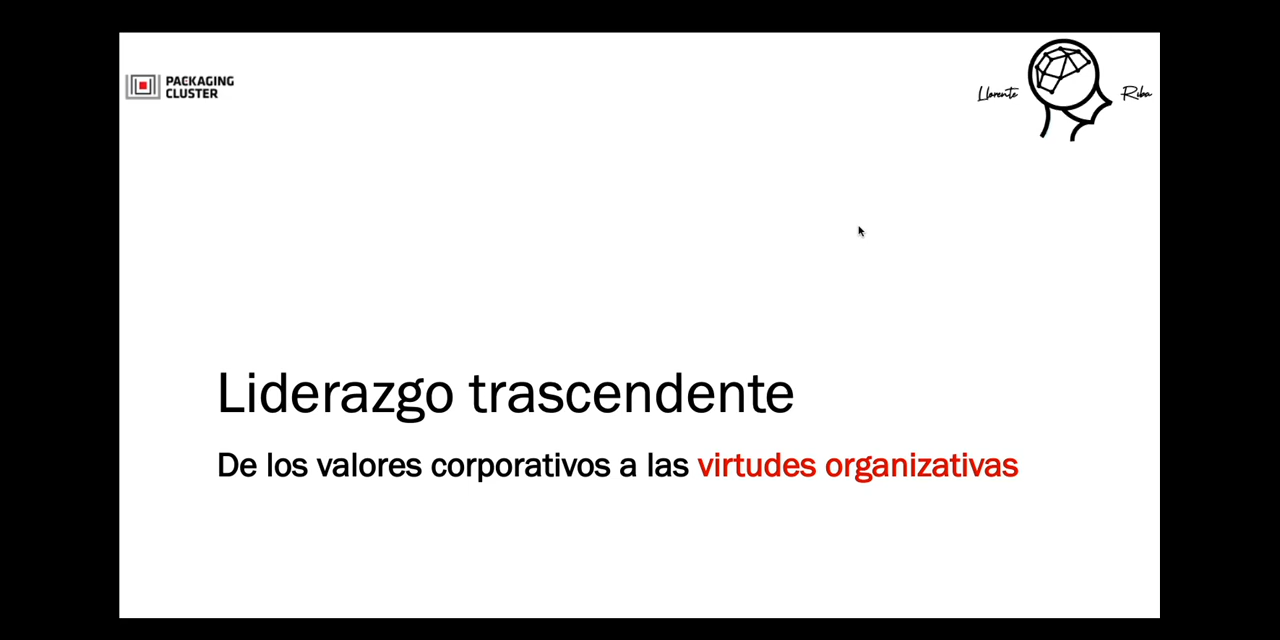 PACKAGING
CLUSTER
Llorente
Riba
Liderazgo trascendente
De los valores corporativos a las virtudes organizativas